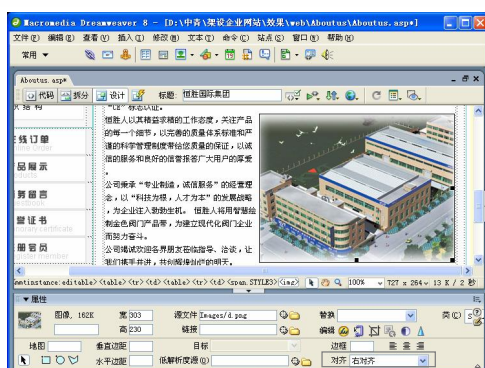 Macromedia Dreamweaver 8 - [D:\中青\架设企业网站\效果\web\Aboutus\Aboutus.asp*]
文件(F) 编辑(E) 查看(V) 插入(I) 修改(M) 文本(T) 命令(C) 站点(S) 窗口(W) 帮助(H)
常用
Aboutus.asp*
代码 拆分 设计 标题: 恒胜国际集团
"CE"标志认证。
恒胜人以其精益求精的工作态度，关注产品
的每一个细节，以完善的质量体系标准和严
谨的科学管理制度带给您质量的保证，以诚
信的服务和良好的信誉报答广大用户的厚爱
。
公司秉承"专业制造，诚信服务"的经营理
念，以"科技为根，人才为本"的发展战略
，为企业注入勃勃生机。 恒胜人将用智慧绘
制金色阀门产品带，为建立现代化阀门企业
而努力奋斗。
公司竭诚欢迎各界朋友莅临指导、洽谈，让
我们携手并进，共创辉煌灿烂的明天。
线订单
品展示
务留言
誉证书
册会员
<table><tr><td><table><tr><td><span.STYLE3><img> 100% 727 x 264 13 K / 2 秒
属性
图像, 162K 宽 303 源文件 Images/d.png 替换 类(C)
高 230 链接 编辑
地图 垂直边距 目标 边框
水平边距 低解析度源(O) 对齐 右对齐